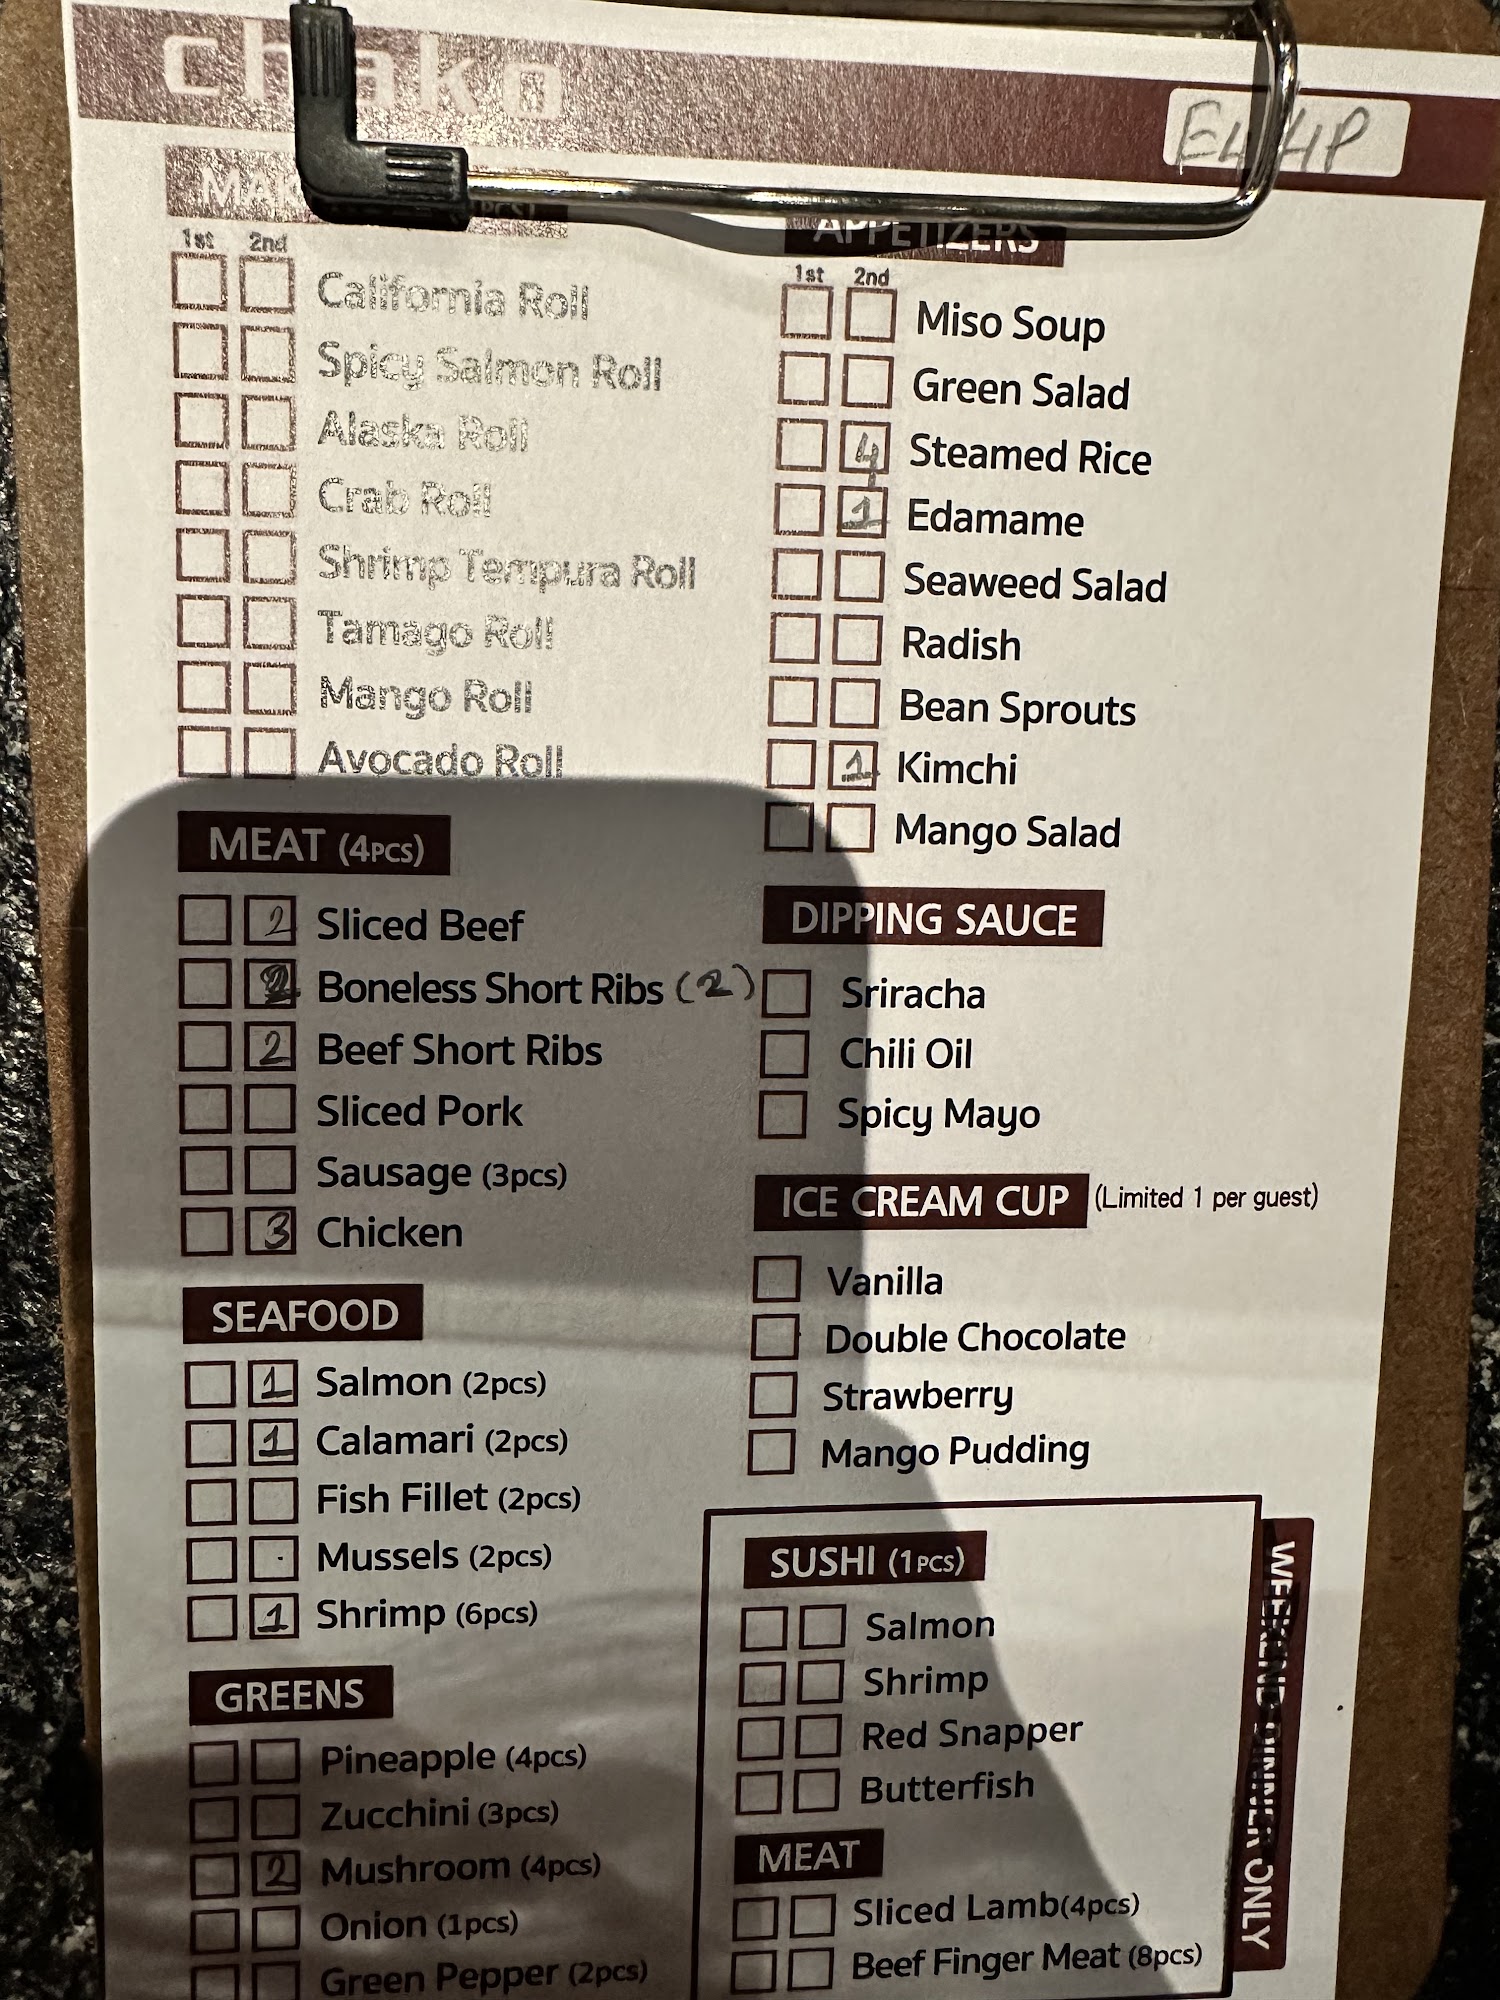 chako
E4 4P
1st 2nd
California Roll
Spicy Salmon Roll
Alaska Roll
Crab Roll
Shrimp Tempura Roll
Tamago Roll
Mango Roll
Avocado Roll
MEAT (4PCS)
2 Sliced Beef
Boneless Short Ribs (2)
2 Beef Short Ribs
Sliced Pork
Sausage (3pcs)
3 Chicken
SEAFOOD
1 Salmon (2pcs)
1 Calamari (2pcs)
Fish Fillet (2pcs)
Mussels (2pcs)
1 Shrimp (6pcs)
GREENS
Pineapple (4pcs)
Zucchini (3pcs)
2 Mushroom (4pcs)
Onion (1pcs)
Green Pepper (2pcs)
APPETIZERS
1st 2nd
Miso Soup
Green Salad
4 Steamed Rice
1 Edamame
Seaweed Salad
Radish
Bean Sprouts
1 Kimchi
Mango Salad
DIPPING SAUCE
Sriracha
Chili Oil
Spicy Mayo
ICE CREAM CUP (Limited 1 per guest)
Vanilla
Double Chocolate
Strawberry
Mango Pudding
SUSHI (1PCS)
Salmon
Shrimp
Red Snapper
Butterfish
MEAT
Sliced Lamb(4pcs)
Beef Finger Meat (8pcs)
WEEKEND DINNER ONLY